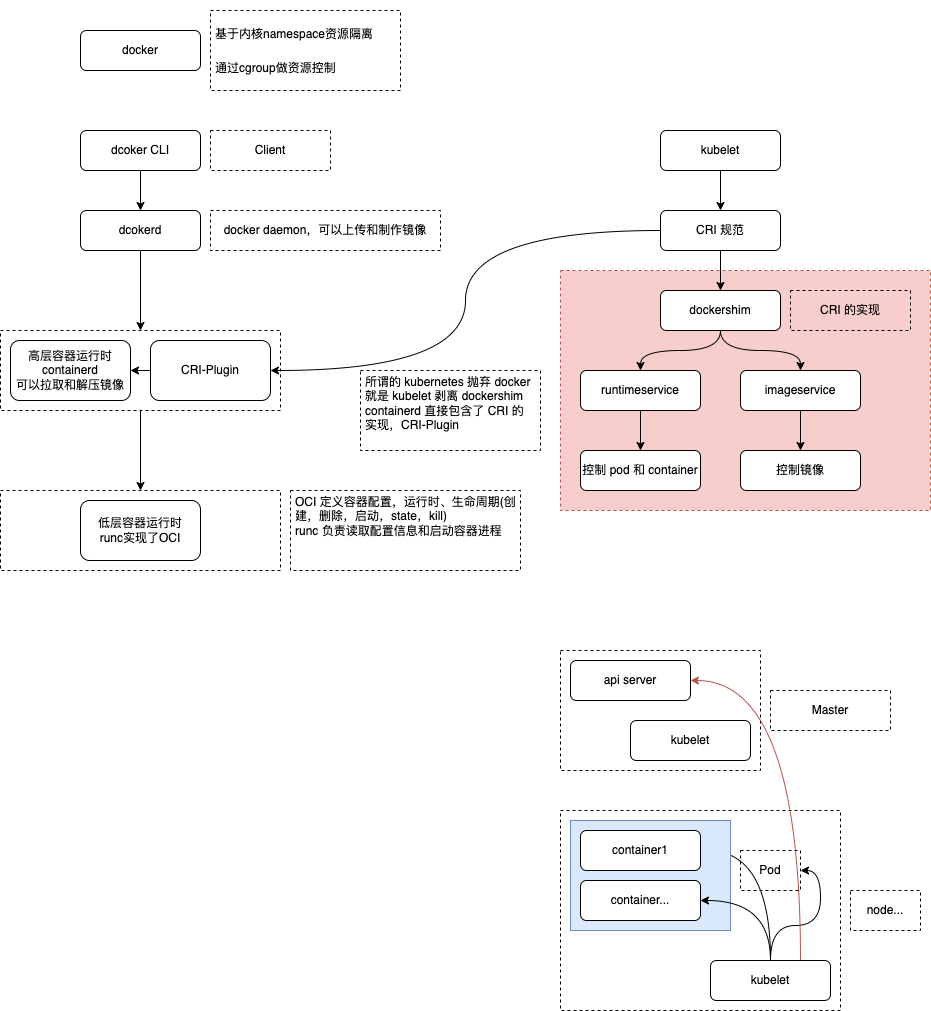 docker
基于内核namespace资源隔离
通过cgroup做资源控制
dcoker CLI
Client
kubelet
dcokerd
docker daemon，可以上传和制作镜像
CRI 规范
dockershim
CRI 的实现
高层容器运行时
containerd
可以拉取和解压镜像
CRI-Plugin
所谓的 kubernetes 抛弃 docker
就是 kubelet 剥离 dockershim
containerd 直接包含了 CRI 的
实现，CRI-Plugin
runtimeservice
imageservice
控制 pod 和 container
控制镜像
低层容器运行时
runc实现了OCI
OCI 定义容器配置，运行时、生命周期(创
建，删除，启动，state，kill)
runc 负责读取配置信息和启动容器进程
api server
kubelet
Master
container1
container...
Pod
node...
kubelet